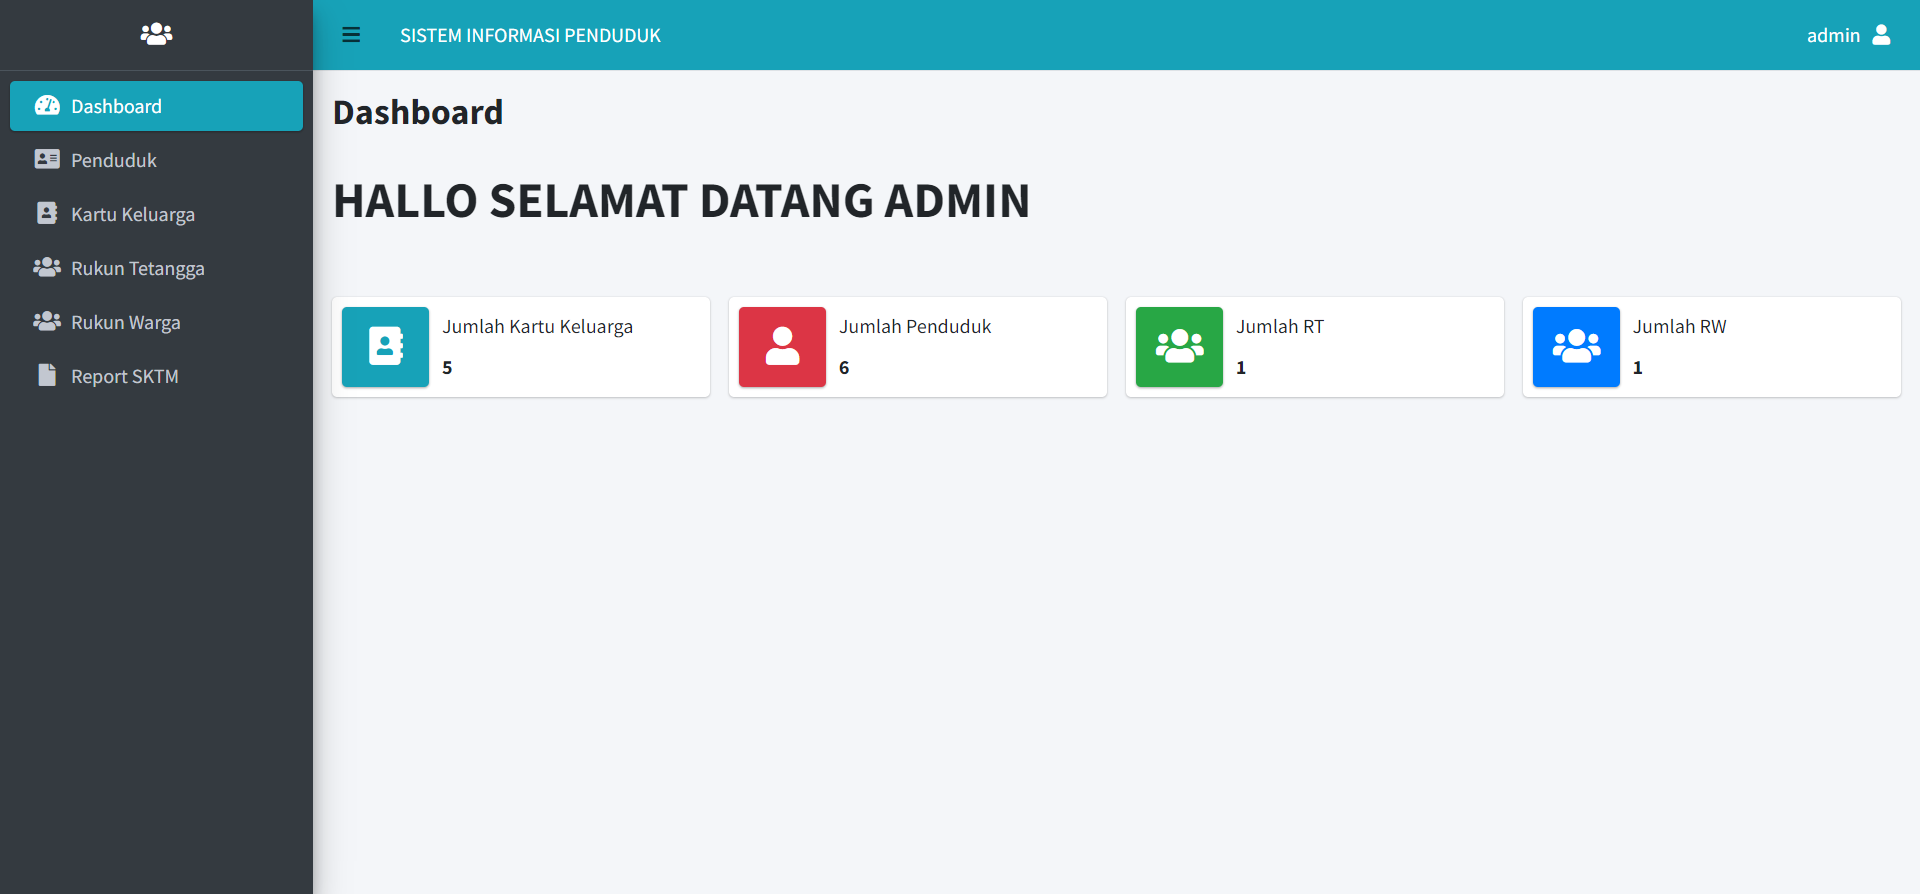 SISTEM INFORMASI PENDUDUK
admin
Dashboard
Penduduk
Kartu Keluarga
Rukun Tetangga
Rukun Warga
Report SKTM
Dashboard
HALLO SELAMAT DATANG ADMIN
Jumlah Kartu Keluarga
5
Jumlah Penduduk
6
Jumlah RT
1
Jumlah RW
1